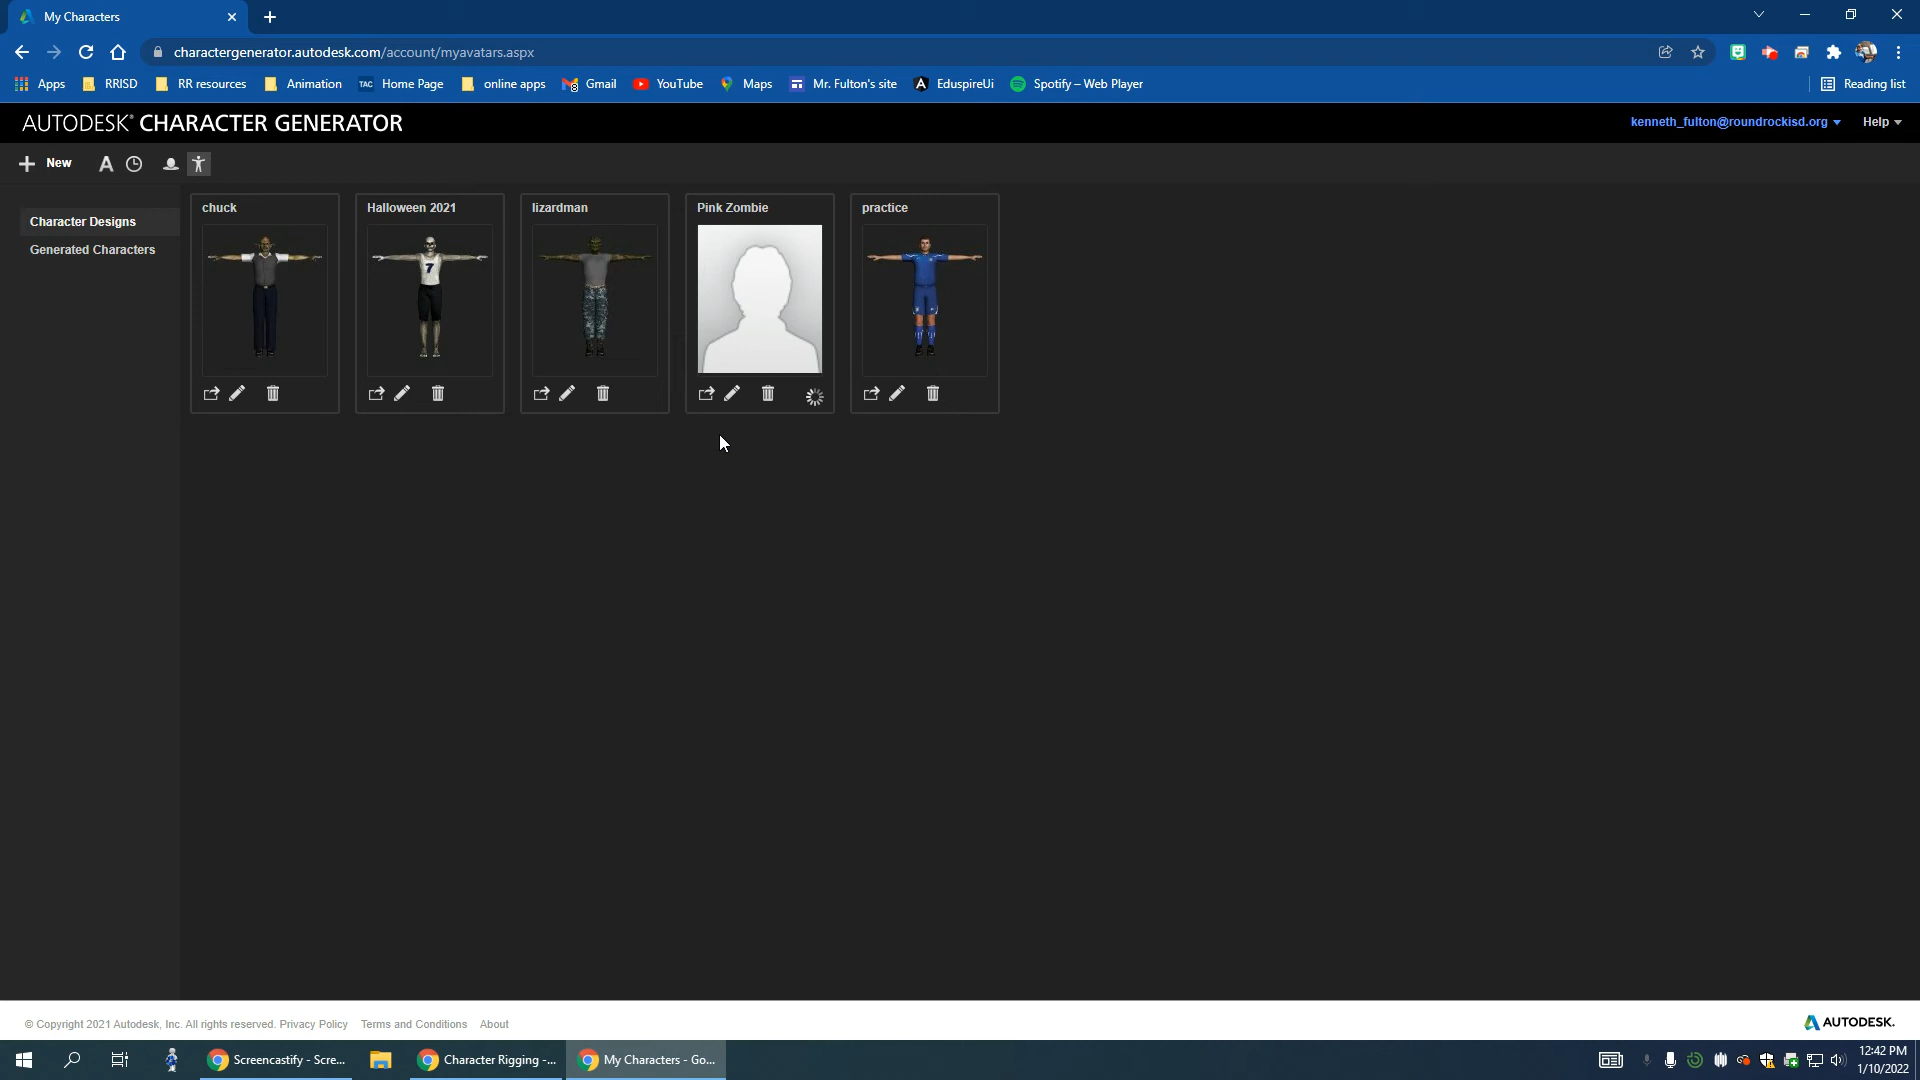 My Characters
charactergenerator.autodesk.com/account/myavatars.aspx
Apps RRISD RR resources Animation TAC Home Page online apps Gmail YouTube Maps Mr. Fulton's site EduspireUi Spotify – Web Player Reading list
AUTODESK® CHARACTER GENERATOR kenneth_fulton@roundrockisd.org Help
New A
Character Designs
Generated Characters
chuck Halloween 2021 lizardman Pink Zombie practice
7
© Copyright 2021 Autodesk, Inc. All rights reserved. Privacy Policy Terms and Conditions About AUTODESK.
Screencastify - Scre... Character Rigging -... My Characters - Go... 12:42 PM
1/10/2022